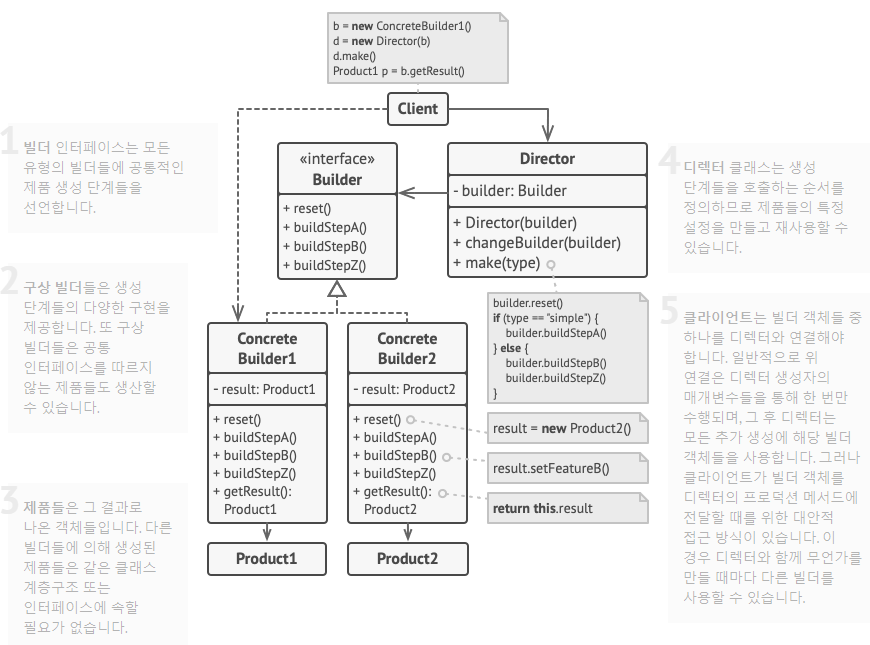 b = new ConcreteBuilder1()
d = new Director(b)
d.make()
Product1 p = b.getResult()
Client
1
빌더 인터페이스는 모든
유형의 빌더들에 공통적인
제품 생성 단계들을
선언합니다.
«interface»
Builder
+ reset()
+ buildStepA()
+ buildStepB()
+ buildStepZ()
Director
- builder: Builder
+ Director(builder)
+ changeBuilder(builder)
+ make(type)
4
디렉터 클래스는 생성
단계들을 호출하는 순서를
정의하므로 제품들의 특정
설정을 만들고 재사용할 수
있습니다.
2
구상 빌더들은 생성
단계들의 다양한 구현을
제공합니다. 또 구상
빌더들은 공통
인터페이스를 따르지
않는 제품들도 생산할
수 있습니다.
builder.reset()
if (type == "simple") {
builder.buildStepA()
} else {
builder.buildStepB()
builder.buildStepZ()
}
Concrete
Builder1
- result: Product1
+ reset()
+ buildStepA()
+ buildStepB()
+ buildStepZ()
+ getResult():
Product1
Concrete
Builder2
- result: Product2
+ reset()
+ buildStepA()
+ buildStepB()
+ buildStepZ()
+ getResult():
Product2
result = new Product2()
result.setFeatureB()
return this.result
5
클라이언트는 빌더 객체들 중
하나를 디렉터와 연결해야
합니다. 일반적으로 위
연결은 디렉터 생성자의
매개변수들을 통해 한 번만
수행되며, 그 후 디렉터는
모든 추가 생성에 해당 빌더
객체들을 사용합니다. 그러나
클라이언트가 빌더 객체를
디렉터의 프로덕션 메서드에
전달할 때를 위한 대안적
접근 방식이 있습니다. 이
경우 디렉터와 함께 무언가를
만들 때마다 다른 빌더를
사용할 수 있습니다.
3
제품들은 그 결과로
나온 객체들입니다. 다른
빌더들에 의해 생성된
제품들은 같은 클래스
계층구조 또는
인터페이스에 속할
필요가 없습니다.
Product1
Product2